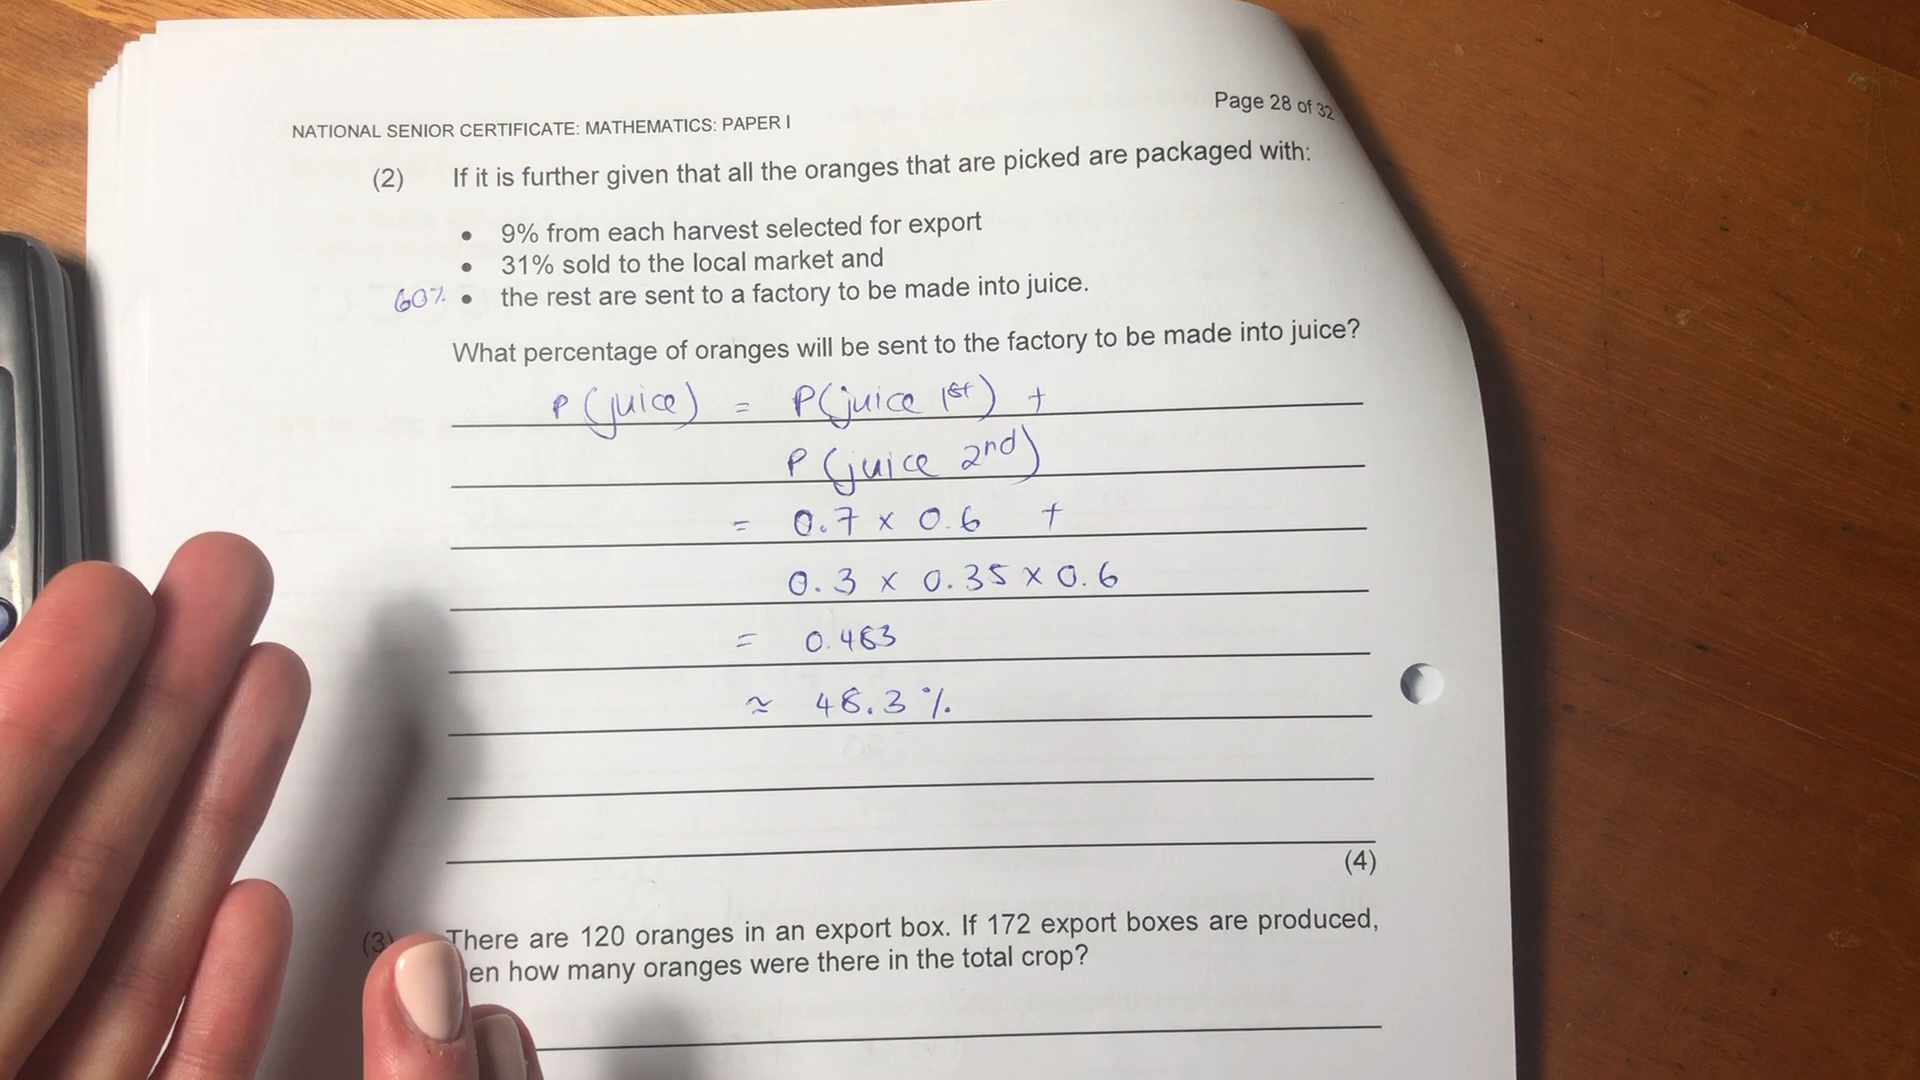 Page 28 of 32
NATIONAL SENIOR CERTIFICATE: MATHEMATICS: PAPER I
(2) If it is further given that all the oranges that are picked are packaged with:
• 9% from each harvest selected for export
• 31% sold to the local market and
60% • the rest are sent to a factory to be made into juice.
What percentage of oranges will be sent to the factory to be made into juice?
P(juice) = P(juice 1st) +
P(juice 2nd)
= 0.7 × 0.6 +
0.3 × 0.35 × 0.6
= 0.483
≈ 48.3%
(4)
(3) There are 120 oranges in an export box. If 172 export boxes are produced,
en how many oranges were there in the total crop?